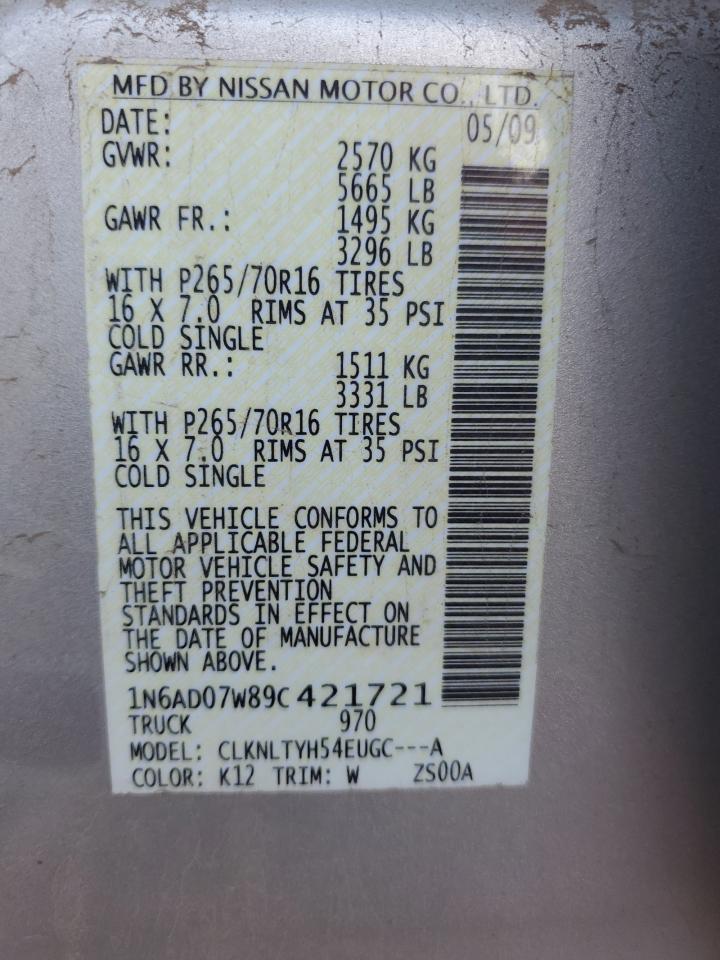 MFD BY NISSAN MOTOR CO., LTD.
DATE: 05/09
GVWR: 2570 KG
5665 LB
GAWR FR.: 1495 KG
3296 LB
WITH P265/70R16 TIRES
16 X 7.0 RIMS AT 35 PSI
COLD SINGLE
GAWR RR.: 1511 KG
3331 LB
WITH P265/70R16 TIRES
16 X 7.0 RIMS AT 35 PSI
COLD SINGLE
THIS VEHICLE CONFORMS TO
ALL APPLICABLE FEDERAL
MOTOR VEHICLE SAFETY AND
THEFT PREVENTION
STANDARDS IN EFFECT ON
THE DATE OF MANUFACTURE
SHOWN ABOVE.
1N6AD07W89C 421721
TRUCK 970
MODEL: CLKNLTYH54EUGC---A
COLOR: K12 TRIM: W ZS00A